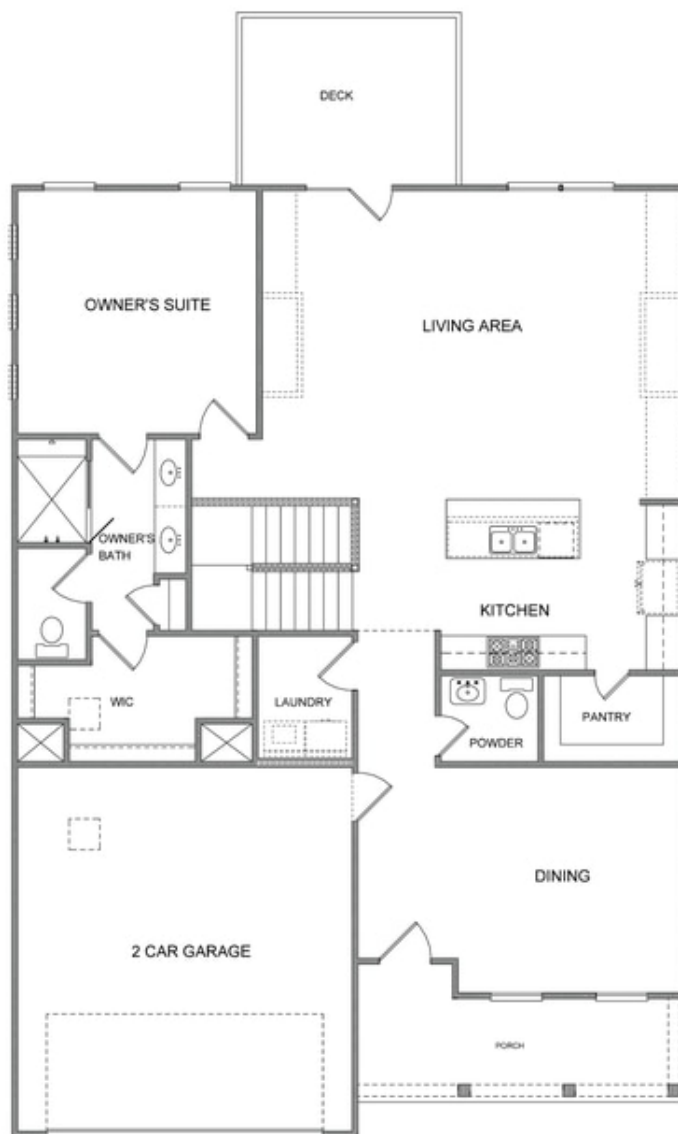 DECK
OWNER'S SUITE
LIVING AREA
OWNER'S
BATH
KITCHEN
WIC
LAUNDRY
PANTRY
POWDER
DINING
2 CAR GARAGE
PORCH